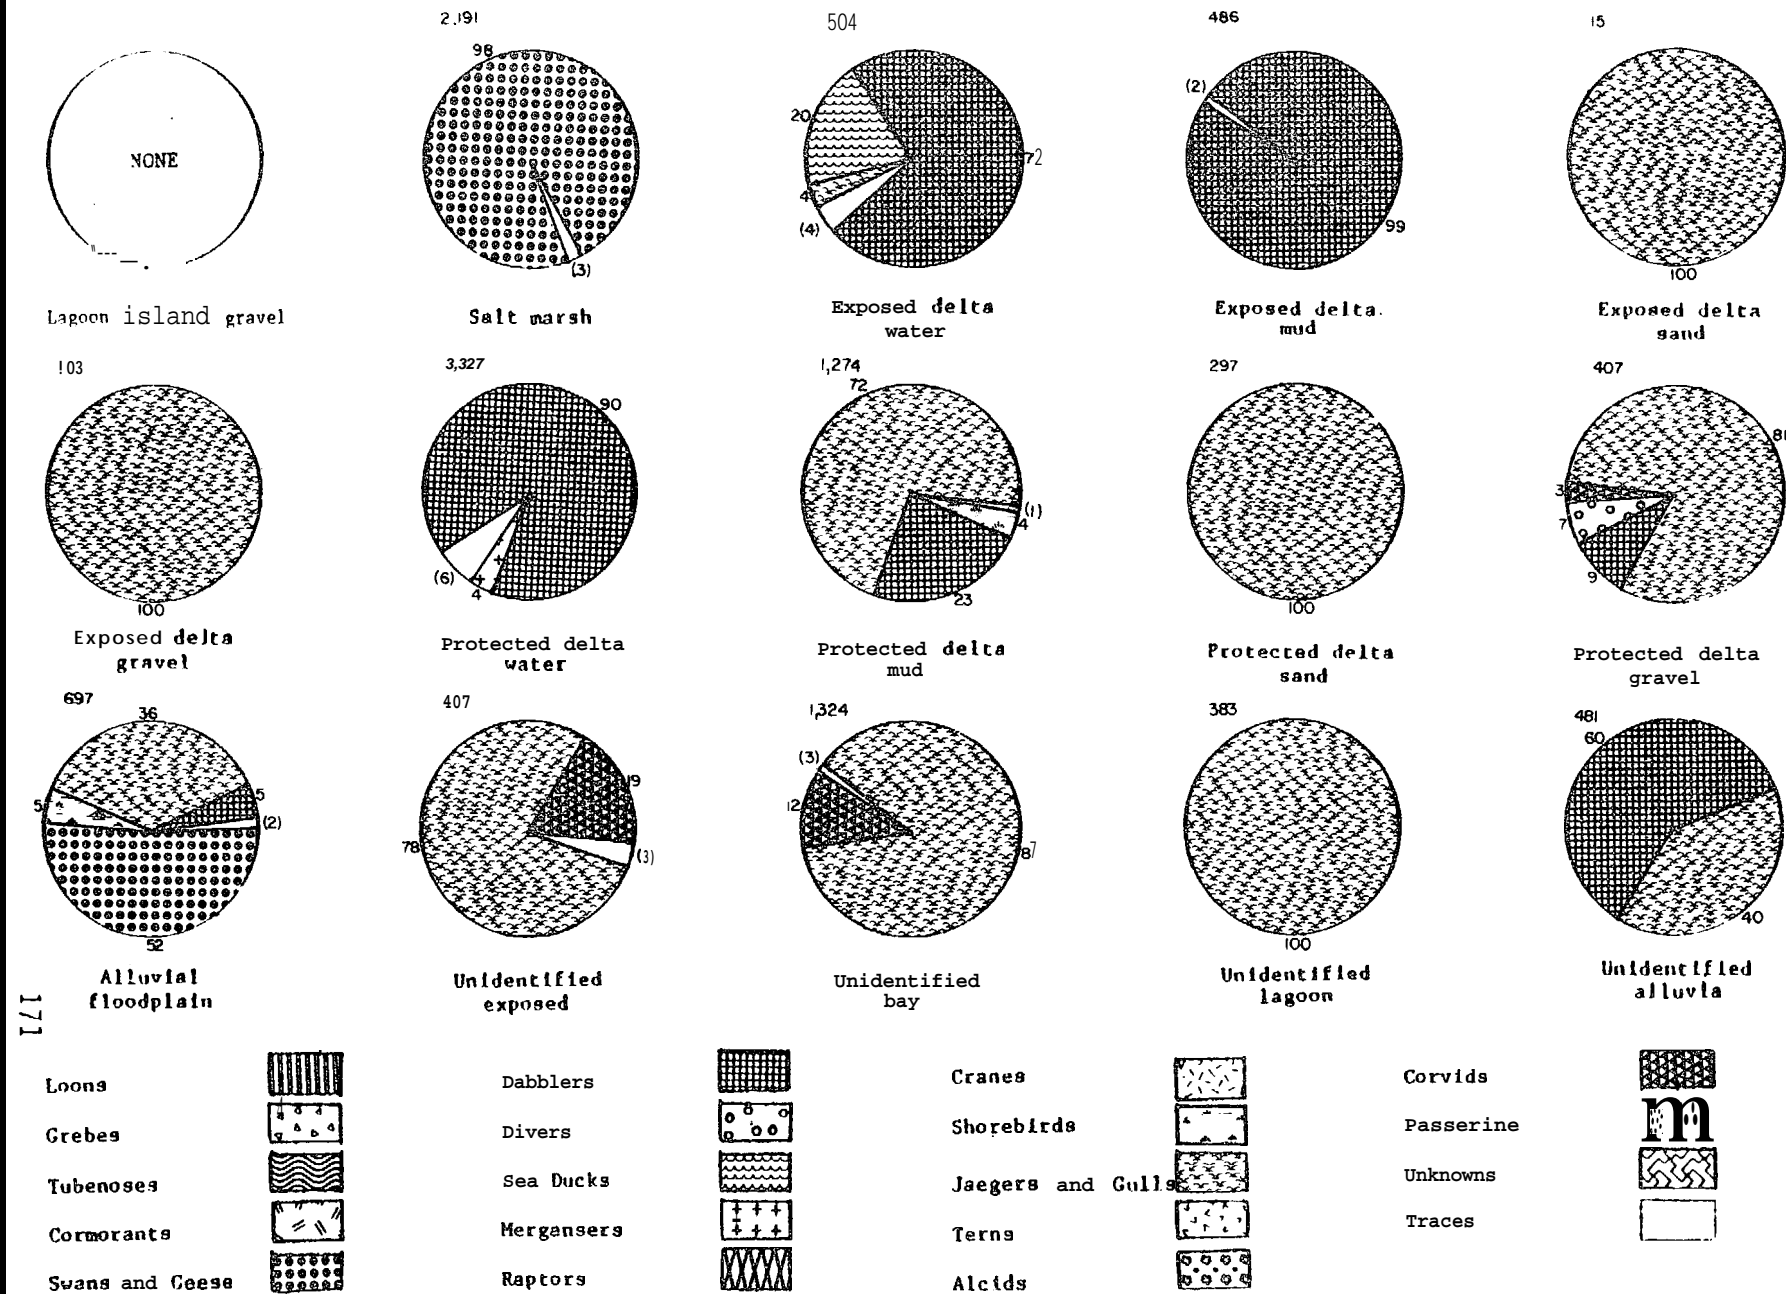 2,191
504
486
15
98
(2)
20
NONE
72
4
(4)
99
(3)
100
Lagoon island gravel
Salt marsh
Exposed delta
water
Exposed delta.
mud
Exposed delta
sand
!03
3,327
1,274
297
407
72
90
81
3
(1)
4
7
(6)
4
9
23
100
100
Exposed delta
gravel
Protected delta
water
Protected delta
mud
Protected delta
sand
Protected delta
gravel
697
407
1,324
383
481
36
60
(3)
19
5
5
12
(2)
78
(3)
87
40
52
100
Alluvial
floodplain
Unidentified
exposed
Unidentified
bay
Unidentified
lagoon
Unidentified
alluvia
171
Loons
Grebes
Tubenoses
Cormorants
Swans and Geese
Dabblers
Divers
Sea Ducks
Mergansers
Raptors
Cranes
Shorebirds
Jaegers and Gulls
Terns
Alcids
Corvids
Passerine
m
Unknowns
Traces